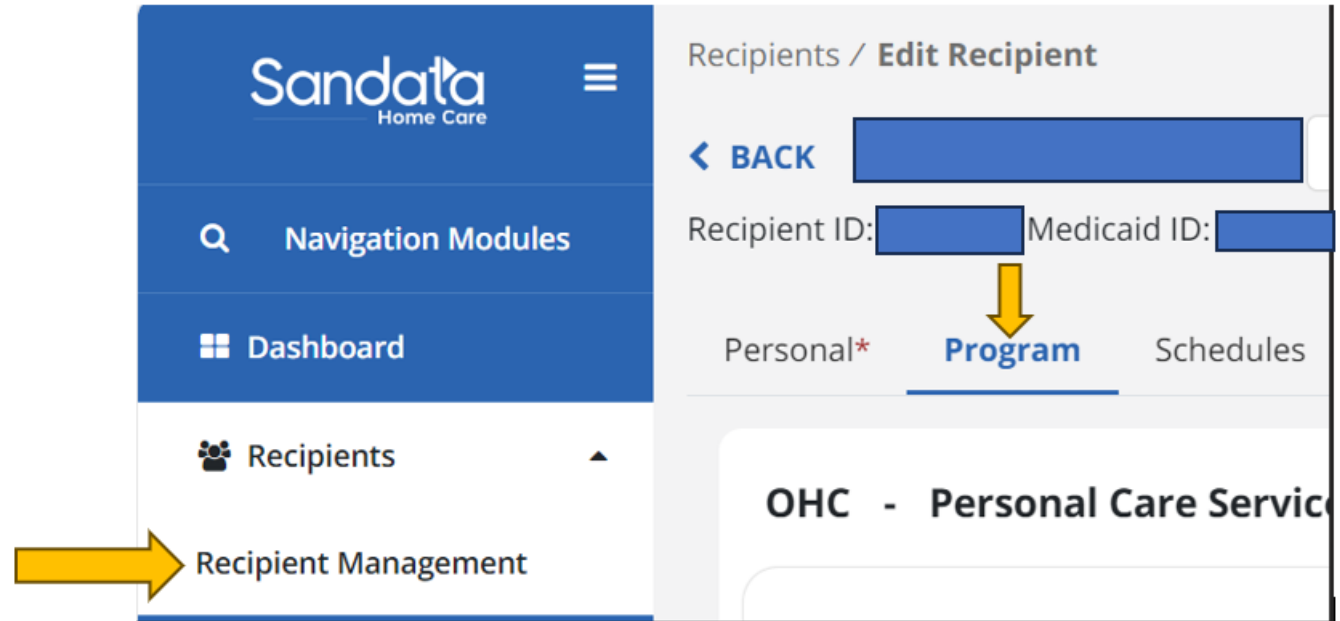 Sandata
Home Care
Navigation Modules
Dashboard
Recipients
Recipient Management
Recipients / Edit Recipient
BACK
Recipient ID: Medicaid ID:
Personal* Program Schedules
OHC - Personal Care